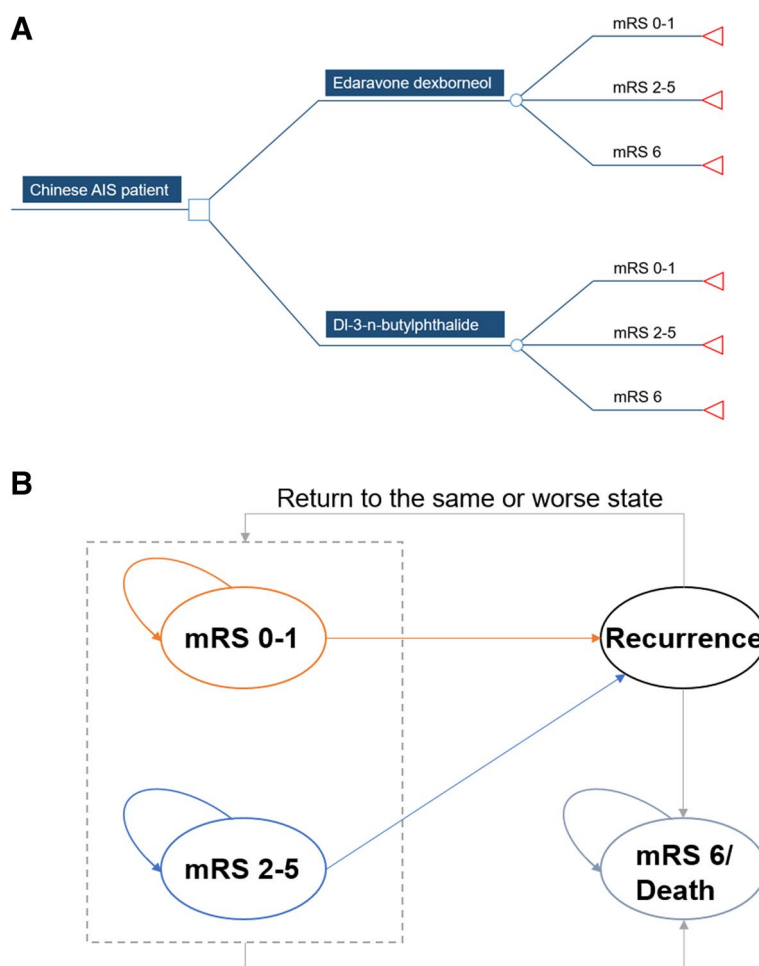 A
Chinese AIS patient
Edaravone dexborneol
mRS 0-1
mRS 2-5
mRS 6
Dl-3-n-butylphthalide
mRS 0-1
mRS 2-5
mRS 6
B
Return to the same or worse state
mRS 0-1
Recurrence
mRS 2-5
mRS 6/
Death